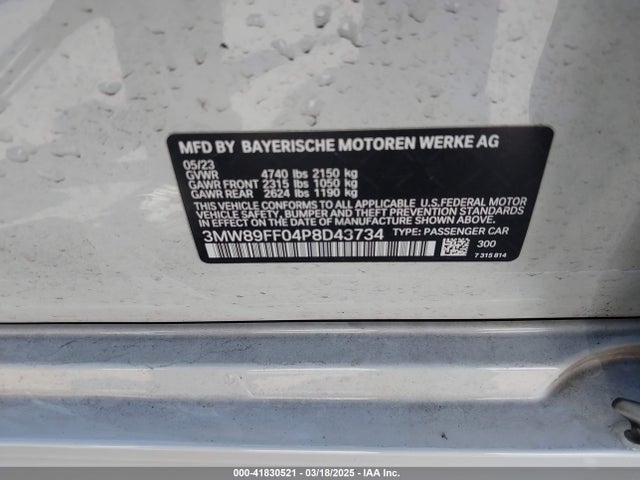 MFD BY BAYERISCHE MOTOREN WERKE AG
05/23
GVWR 4740 lbs 2150 kg
GAWR FRONT 2315 lbs 1050 kg
GAWR REAR 2624 lbs 1190 kg
THIS VEHICLE CONFORMS TO ALL APPLICABLE U.S.FEDERAL MOTOR
VEHICLE SAFETY, BUMPER, AND THEFT PREVENTION STANDARDS
IN EFFECT ON THE DATE OF MANUFACTURE SHOWN ABOVE.
3MW89FF04P8D43734 TYPE: PASSENGER CAR
300
7 315 814
000-41830521 - 03/18/2025 - IAA Inc.